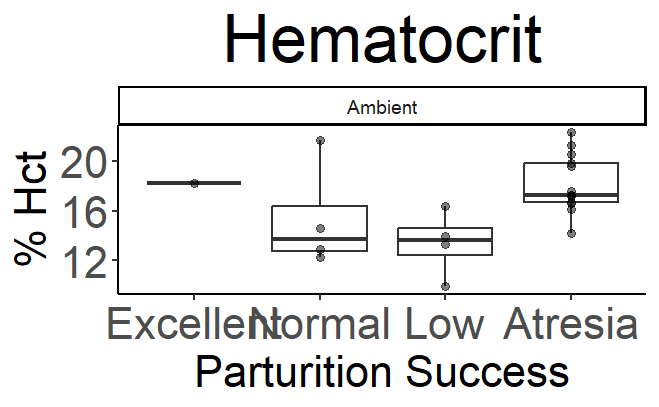 Hematocrit
Ambient
% Hct
20
16
12
Excellent Normal Low Atresia
Parturition Success